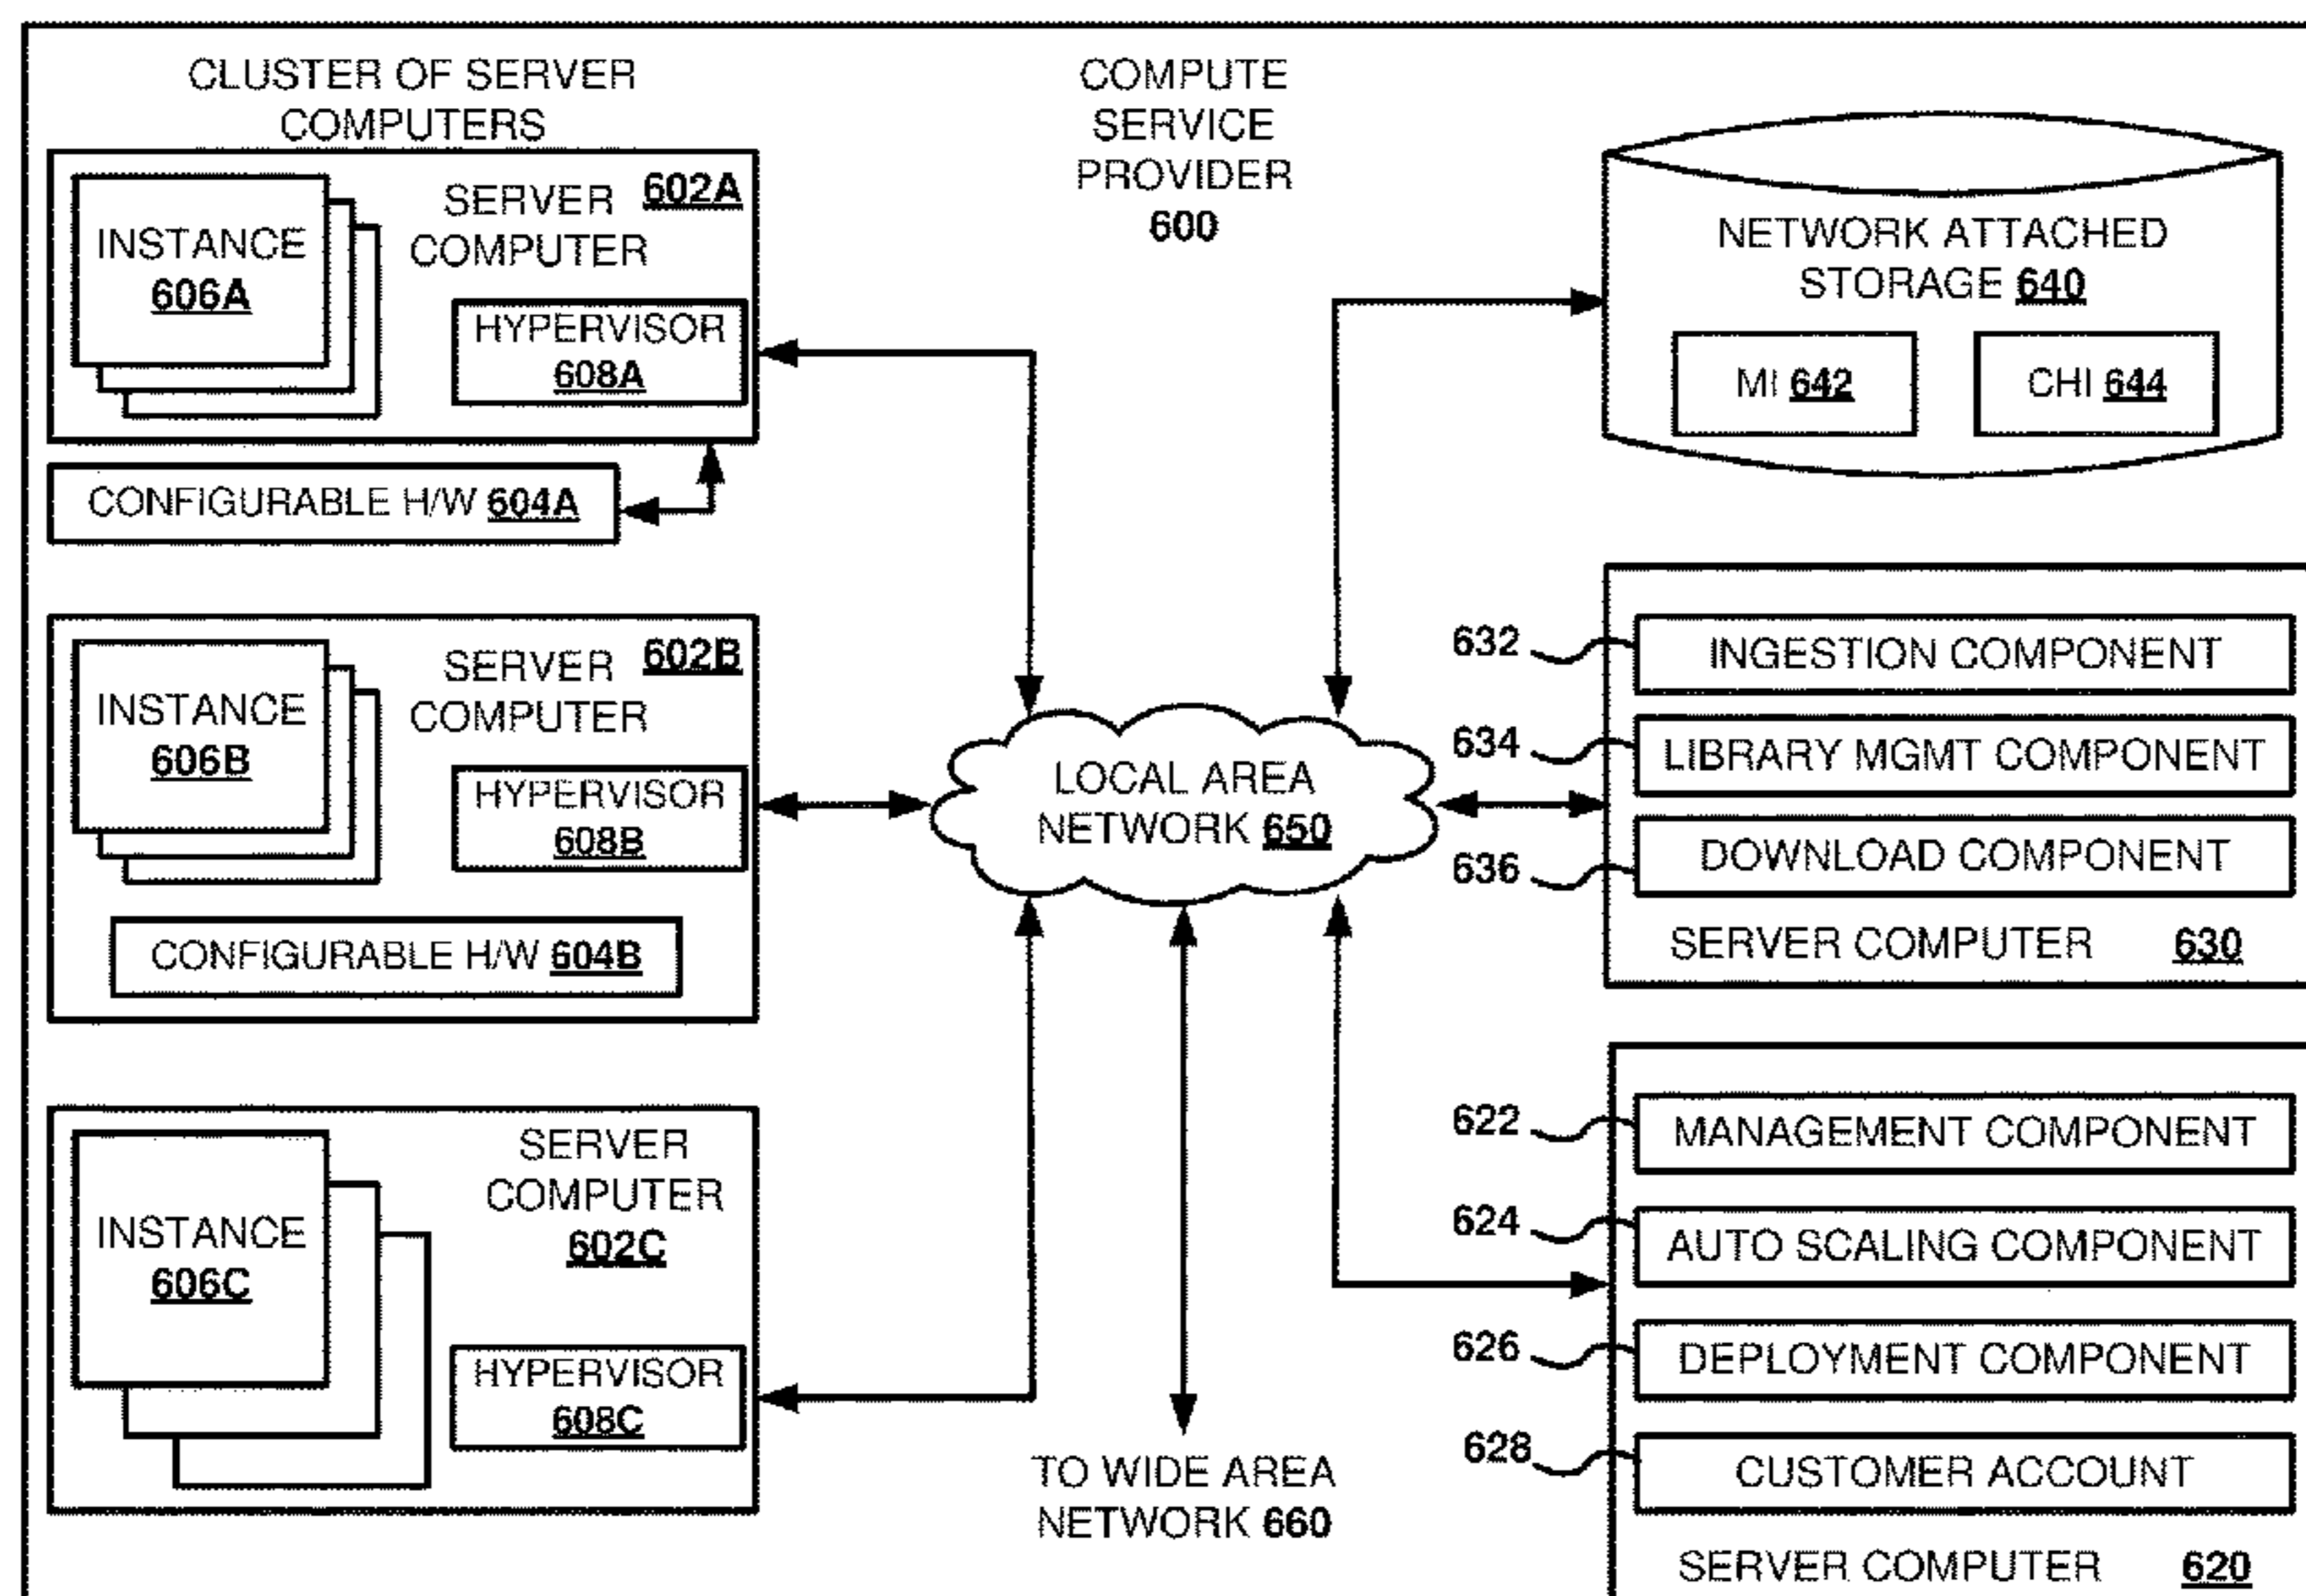 CLUSTER OF SERVER
COMPUTERS
SERVER 602A
COMPUTER
INSTANCE
606A
HYPERVISOR
608A
CONFIGURABLE H/W 604A
SERVER 602B
COMPUTER
INSTANCE
606B
HYPERVISOR
608B
CONFIGURABLE H/W 604B
SERVER
COMPUTER
602C
INSTANCE
606C
HYPERVISOR
608C
COMPUTE
SERVICE
PROVIDER
600
LOCAL AREA
NETWORK 650
TO WIDE AREA
NETWORK 660
NETWORK ATTACHED
STORAGE 640
MI 642
CHI 644
632 INGESTION COMPONENT
634 LIBRARY MGMT COMPONENT
636 DOWNLOAD COMPONENT
SERVER COMPUTER 630
622 MANAGEMENT COMPONENT
624 AUTO SCALING COMPONENT
626 DEPLOYMENT COMPONENT
628 CUSTOMER ACCOUNT
SERVER COMPUTER 620